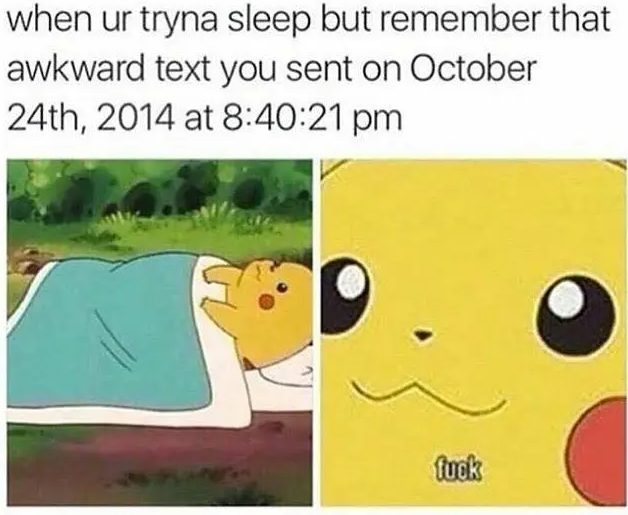 when ur tryna sleep but remember that
awkward text you sent on October
24th, 2014 at 8:40:21 pm
fuck